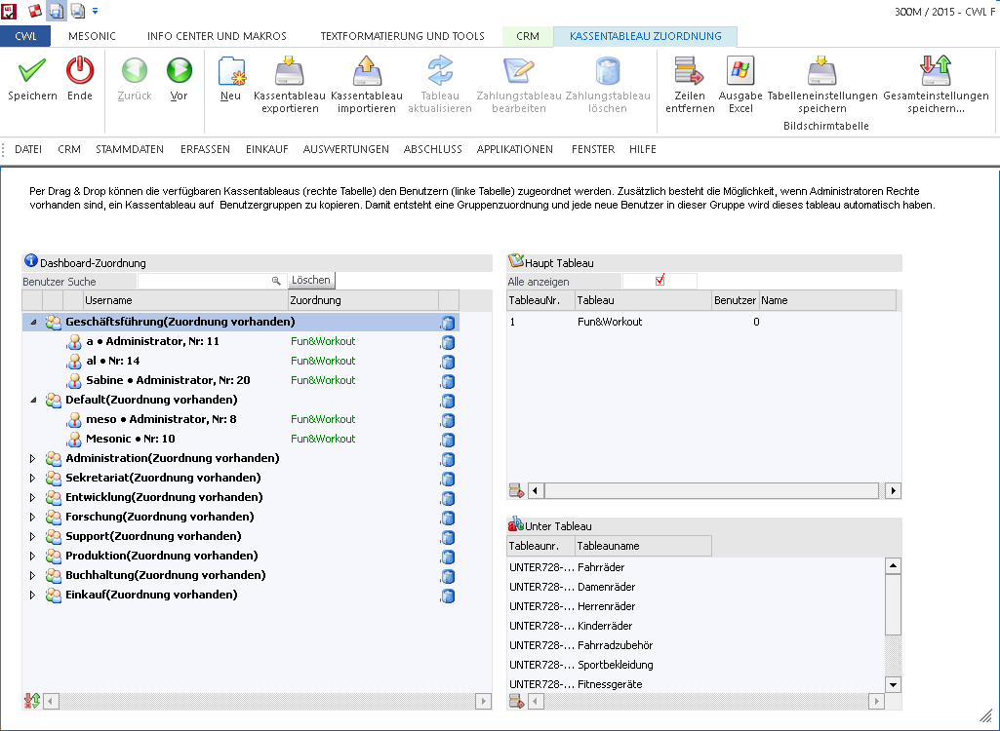 300M / 2015 - CWL F
CWL MESONIC INFO CENTER UND MAKROS TEXTFORMATIERUNG UND TOOLS CRM KASSENTABLEAU ZUORDNUNG
Speichern Ende Zurück Vor Neu Kassentableau exportieren Kassentableau importieren Tableau aktualisieren Zahlungstableau bearbeiten Zahlungstableau löschen Zeilen entfernen Ausgabe Excel Tabelleneinstellungen speichern Gesamteinstellungen speichern...
Bildschirmtabelle
DATEI CRM STAMMDATEN ERFASSEN EINKAUF AUSWERTUNGEN ABSCHLUSS APPLIKATIONEN FENSTER HILFE
Per Drag & Drop können die verfügbaren Kassentableaus (rechte Tabelle) den Benutzern (linke Tabelle) zugeordnet werden. Zusätzlich besteht die Möglichkeit, wenn Administratoren Rechte
vorhanden sind, ein Kassentableau auf Benutzergruppen zu kopieren. Damit entsteht eine Gruppenzuordnung und jede neue Benutzer in dieser Gruppe wird dieses tableau automatisch haben.
Dashboard-Zuordnung
Benutzer Suche Löschen
Username Zuordnung
Geschäftsführung(Zuordnung vorhanden)
a ● Administrator, Nr: 11 Fun&Workout
al ● Nr: 14 Fun&Workout
Sabine ● Administrator, Nr: 20 Fun&Workout
Default(Zuordnung vorhanden)
meso ● Administrator, Nr: 8 Fun&Workout
Mesonic ● Nr: 10 Fun&Workout
Administration(Zuordnung vorhanden)
Sekretariat(Zuordnung vorhanden)
Entwicklung(Zuordnung vorhanden)
Forschung(Zuordnung vorhanden)
Support(Zuordnung vorhanden)
Produktion(Zuordnung vorhanden)
Buchhaltung(Zuordnung vorhanden)
Einkauf(Zuordnung vorhanden)
Haupt Tableau
Alle anzeigen
TableauNr. Tableau Benutzer Name
1 Fun&Workout 0
Unter Tableau
Tableaunr. Tableauname
UNTER728-... Fahrräder
UNTER728-... Damenräder
UNTER728-... Herrenräder
UNTER728-... Kinderräder
UNTER728-... Fahrradzubehör
UNTER728-... Sportbekleidung
UNTER728-... Fitnessgeräte